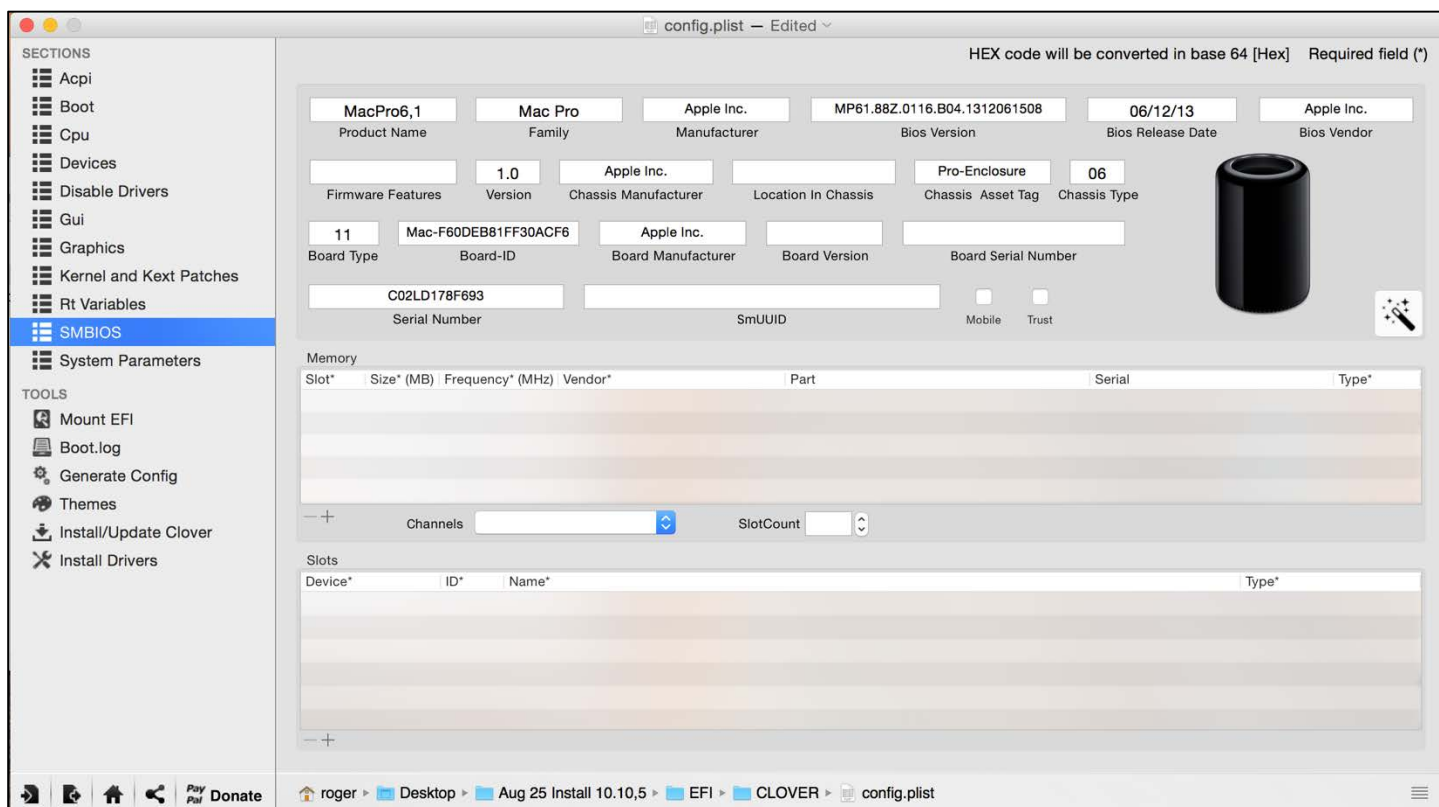 config.plist — Edited
SECTIONS
Acpi
Boot
Cpu
Devices
Disable Drivers
Gui
Graphics
Kernel and Kext Patches
Rt Variables
SMBIOS
System Parameters
TOOLS
Mount EFI
Boot.log
Generate Config
Themes
Install/Update Clover
Install Drivers
Pay Pal Donate
HEX code will be converted in base 64 [Hex] Required field (*)
MacPro6,1 Mac Pro Apple Inc. MP61.88Z.0116.B04.1312061508 06/12/13 Apple Inc.
Product Name Family Manufacturer Bios Version Bios Release Date Bios Vendor
1.0 Apple Inc. Pro-Enclosure 06
Firmware Features Version Chassis Manufacturer Location In Chassis Chassis Asset Tag Chassis Type
11 Mac-F60DEB81FF30ACF6 Apple Inc.
Board Type Board-ID Board Manufacturer Board Version Board Serial Number
C02LD178F693
Serial Number SmUUID Mobile Trust
Memory
Slot* Size* (MB) Frequency* (MHz) Vendor* Part Serial Type*
Channels SlotCount
Slots
Device* ID* Name* Type*
roger Desktop Aug 25 Install 10.10,5 EFI CLOVER config.plist